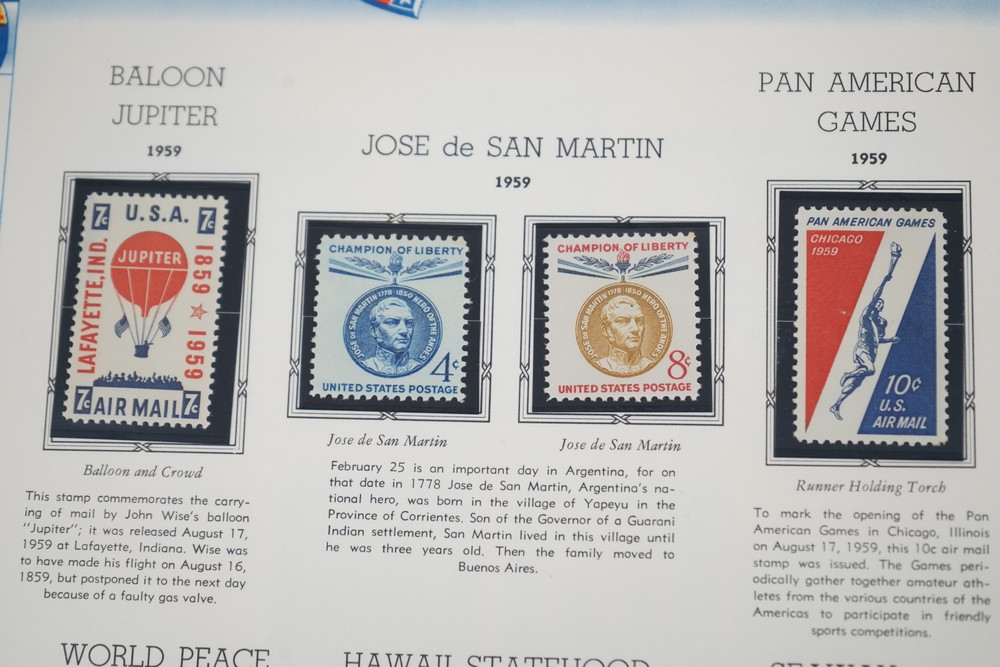 BALOON
JUPITER
1959
7c U.S.A. 7c
LAFAYETTE, IND.
JUPITER
1859 ★ 1959
7c AIR MAIL 7c
Balloon and Crowd
This stamp commemorates the carry-
ing of mail by John Wise's balloon
"Jupiter"; it was released August 17,
1959 at Lafayette, Indiana. Wise was
to have made his flight on August 16,
1859, but postponed it to the next day
because of a faulty gas valve.
JOSE de SAN MARTIN
1959
CHAMPION OF LIBERTY
JOSE DE SAN MARTIN 1778-1850 HERO OF THE ANDES
4c
UNITED STATES POSTAGE
Jose de San Martin
CHAMPION OF LIBERTY
JOSE DE SAN MARTIN 1778-1850 HERO OF THE ANDES
8c
UNITED STATES POSTAGE
Jose de San Martin
February 25 is an important day in Argentina, for on
that date in 1778 Jose de San Martin, Argentina's na-
tional hero, was born in the village of Yapeyu in the
Province of Corrientes. Son of the Governor of a Guarani
Indian settlement, San Martin lived in this village until
he was three years old. Then the family moved to
Buenos Aires.
PAN AMERICAN
GAMES
1959
PAN AMERICAN GAMES
CHICAGO
1959
10c
U.S.
AIR MAIL
Runner Holding Torch
To mark the opening of the Pan
American Games in Chicago, Illinois
on August 17, 1959, this 10c air mail
stamp was issued. The Games peri-
odically gather together amateur ath-
letes from the various countries of the
Americas to participate in friendly
sports competitions.
WORLD PEACE
HAWAII STATEHOOD